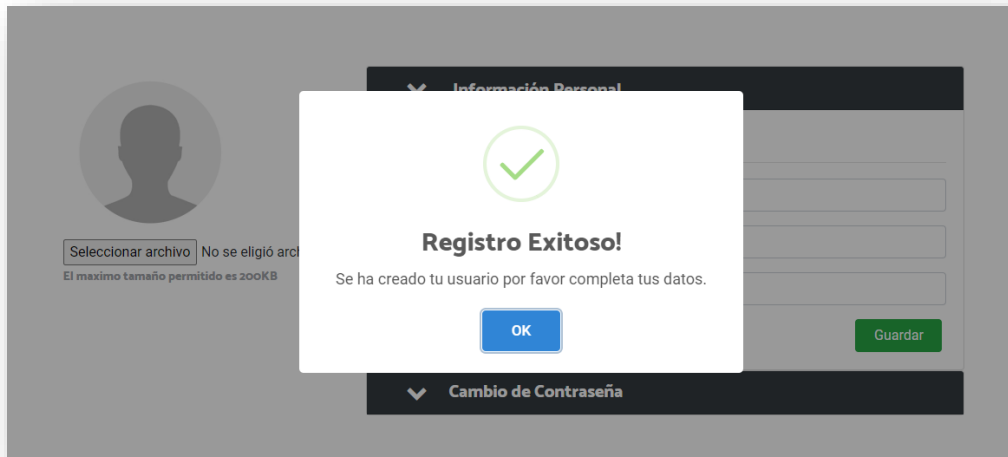 Información Personal
Seleccionar archivo No se eligió arc
El maximo tamaño permitido es 200KB
Registro Exitoso!
Se ha creado tu usuario por favor completa tus datos.
OK
Guardar
Cambio de Contraseña